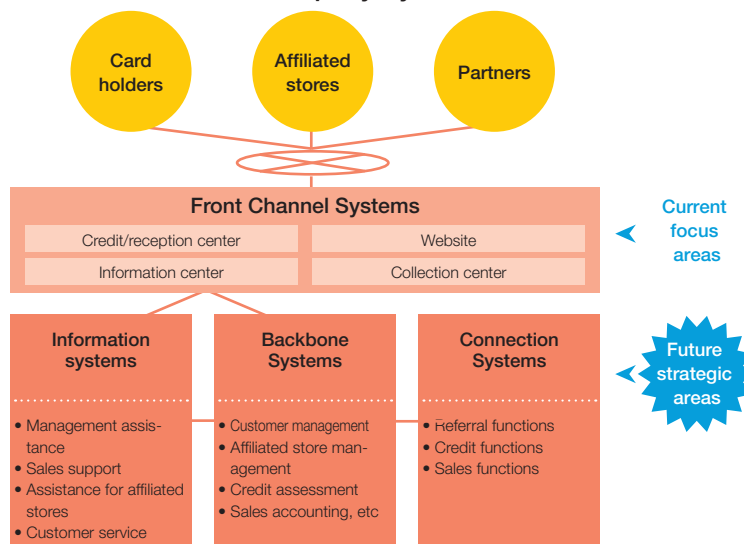 Card
holders
Affiliated
stores
Partners
Front Channel Systems
Credit/reception center
Website
Information center
Collection center
Current
focus
areas
Information
systems
Backbone
Systems
Connection
Systems
Future
strategic
areas
• Management assis-
tance
• Sales support
• Assistance for affiliated
stores
• Customer service
• Customer management
• Affiliated store man-
agement
• Credit assessment
• Sales accounting, etc
• Referral functions
• Credit functions
• Sales functions